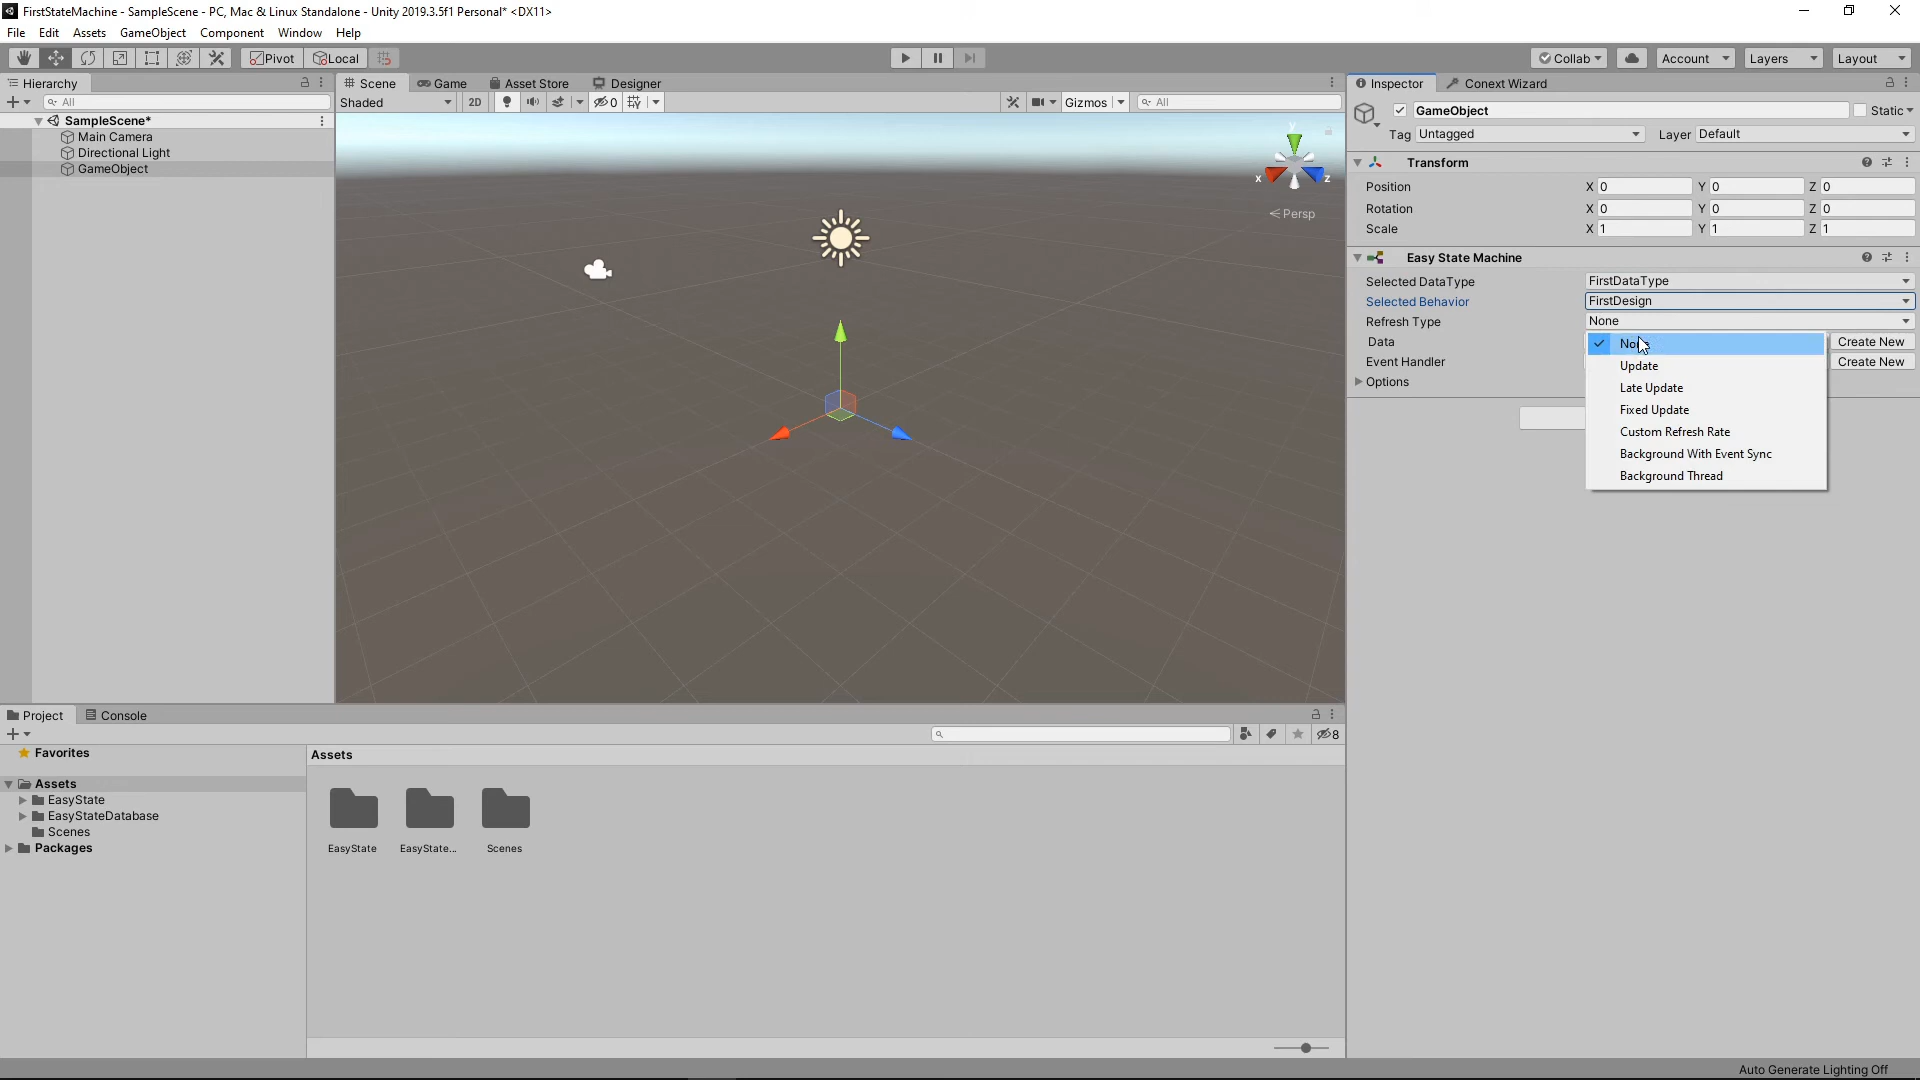 FirstStateMachine - SampleScene - PC, Mac & Linux Standalone - Unity 2019.3.5f1 Personal* <DX11>
File Edit Assets GameObject Component Window Help
Pivot Local Collab Account Layers Layout
Hierarchy
All
SampleScene*
Main Camera
Directional Light
GameObject
Scene Game Asset Store Designer
Shaded 2D 0 Gizmos All
y
x z
Persp
Inspector Conext Wizard
GameObject Static
Tag Untagged Layer Default
Transform
Position X 0 Y 0 Z 0
Rotation X 0 Y 0 Z 0
Scale X 1 Y 1 Z 1
Easy State Machine
Selected DataType FirstDataType
Selected Behavior FirstDesign
Refresh Type None
Data Create New
Event Handler Create New
Options
None
Update
Late Update
Fixed Update
Custom Refresh Rate
Background With Event Sync
Background Thread
Project Console
8
Favorites
Assets
EasyState
EasyStateDatabase
Scenes
Packages
Assets
EasyState EasyState... Scenes
Auto Generate Lighting Off